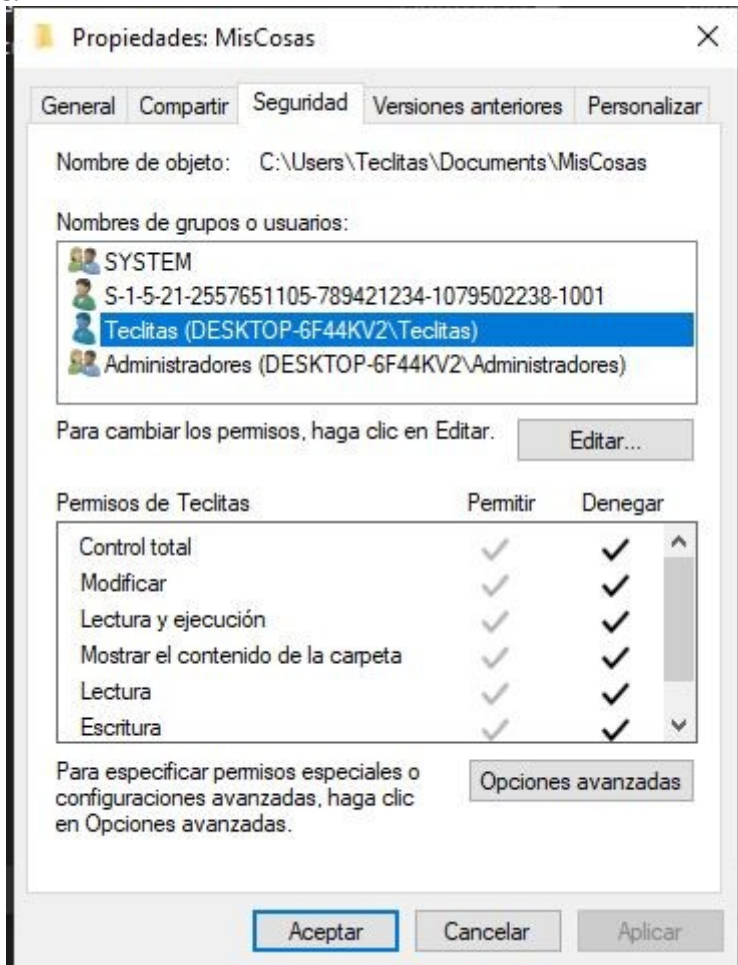 Propiedades: MisCosas
General Compartir Seguridad Versiones anteriores Personalizar
Nombre de objeto: C:\Users\Teclitas\Documents\MisCosas
Nombres de grupos o usuarios:
SYSTEM
S-1-5-21-2557651105-789421234-1079502238-1001
Teclitas (DESKTOP-6F44KV2\Teclitas)
Administradores (DESKTOP-6F44KV2\Administradores)
Para cambiar los permisos, haga clic en Editar. Editar...
Permisos de Teclitas Permitir Denegar
Control total
Modificar
Lectura y ejecución
Mostrar el contenido de la carpeta
Lectura
Escritura
Para especificar permisos especiales o
configuraciones avanzadas, haga clic
en Opciones avanzadas.
Opciones avanzadas
Aceptar Cancelar Aplicar